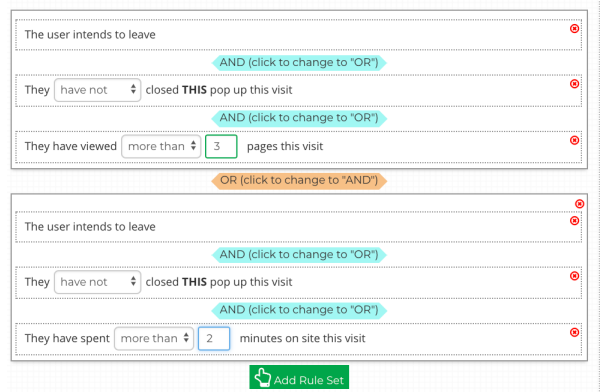 The user intends to leave
AND (click to change to "OR")
They have not closed THIS pop up this visit
AND (click to change to "OR")
They have viewed more than 3 pages this visit
OR (click to change to "AND")
The user intends to leave
AND (click to change to "OR")
They have not closed THIS pop up this visit
AND (click to change to "OR")
They have spent more than 2 minutes on site this visit
Add Rule Set